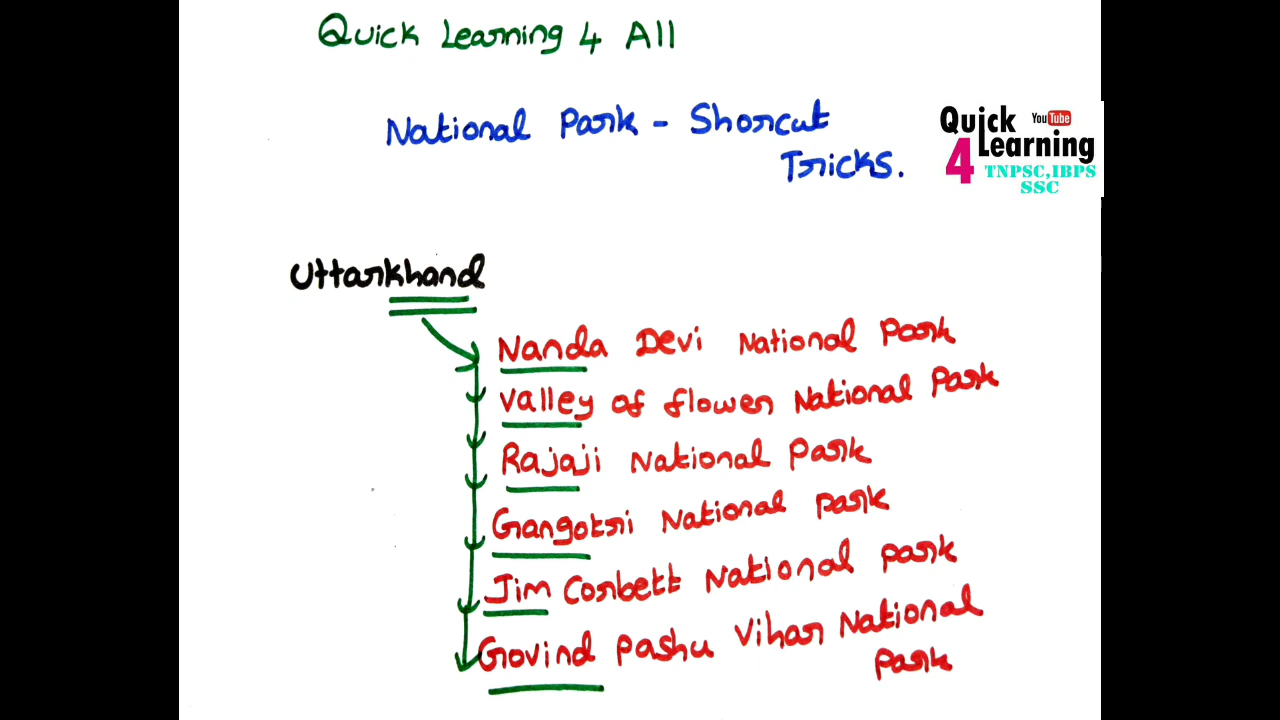 Quick Learning 4 All
National Park - Shorcut
Tricks.
Quick YouTube
4 Learning
TNPSC,IBPS
SSC
Uttarkhand
Nanda Devi National Park
Valley of flower National Park
Rajaji National Park
Gangotri National Park
Jim Corbett National Park
Govind Pashu Vihar National
Park